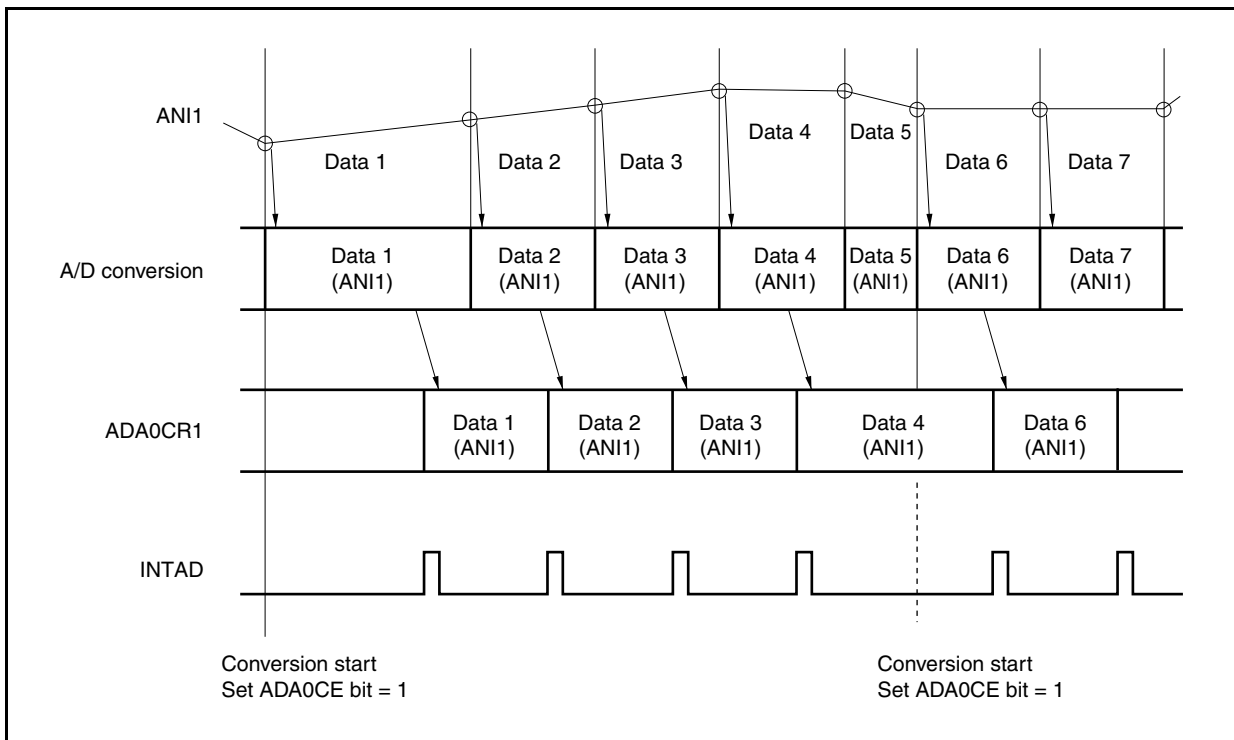 ANI1
Data 1
Data 2
Data 3
Data 4
Data 5
Data 6
Data 7
A/D conversion
Data 1
(ANI1)
Data 2
(ANI1)
Data 3
(ANI1)
Data 4
(ANI1)
Data 5
(ANI1)
Data 6
(ANI1)
Data 7
(ANI1)
ADA0CR1
Data 1
(ANI1)
Data 2
(ANI1)
Data 3
(ANI1)
Data 4
(ANI1)
Data 6
(ANI1)
INTAD
Conversion start
Set ADA0CE bit = 1
Conversion start
Set ADA0CE bit = 1